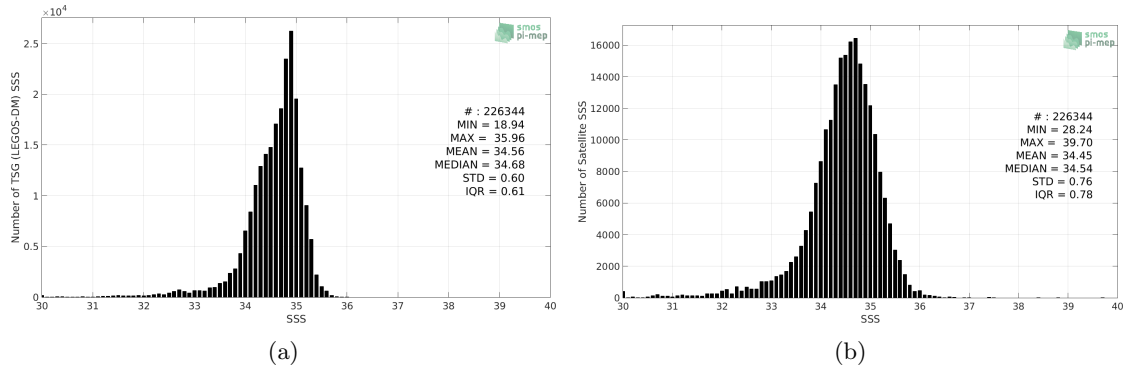 ×10⁴
2.5
2
1.5
1
0.5
0
Number of TSG (LEGOS-DM) SSS
30 31 32 33 34 35 36 37 38 39 40
SSS
smos
pi-mep
# : 226344
MIN = 18.94
MAX = 35.96
MEAN = 34.56
MEDIAN = 34.68
STD = 0.60
IQR = 0.61
(a)
16000
14000
12000
10000
8000
6000
4000
2000
0
Number of Satellite SSS
30 31 32 33 34 35 36 37 38 39 40
SSS
smos
pi-mep
# : 226344
MIN = 28.24
MAX = 39.70
MEAN = 34.45
MEDIAN = 34.54
STD = 0.76
IQR = 0.78
(b)